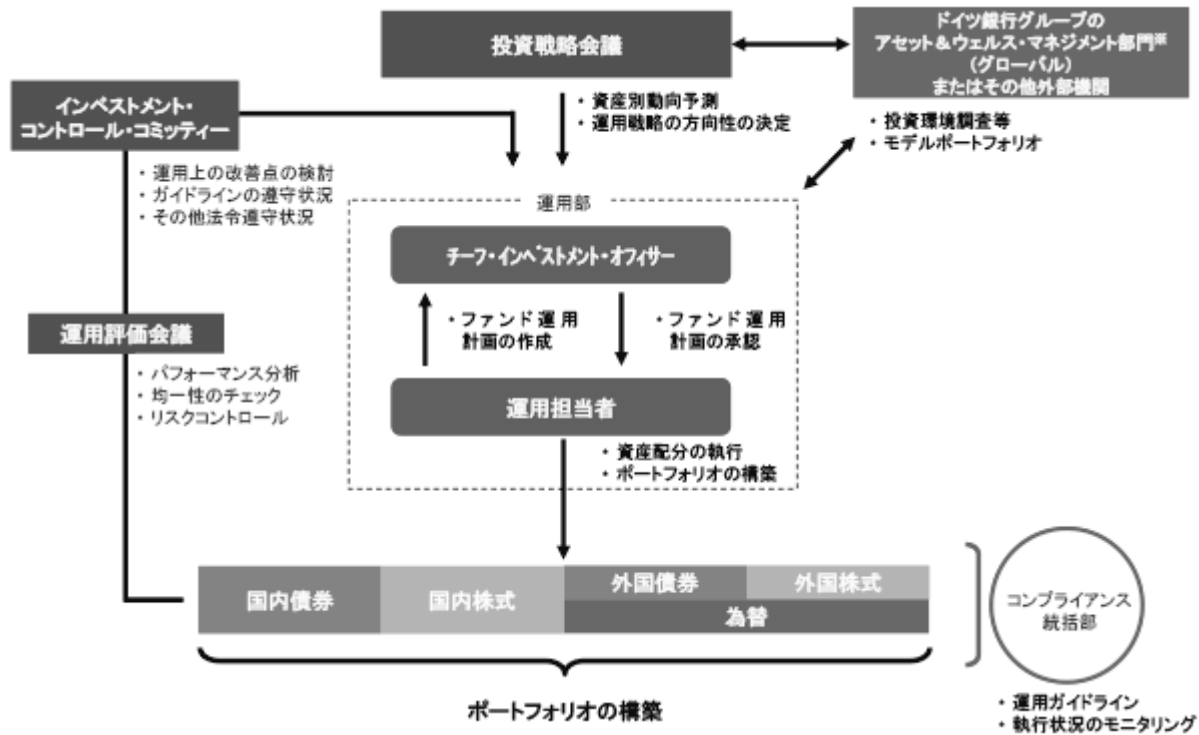 投資戦略会議
ドイツ銀行グループの
アセット&ウェルス・マネジメント部門※
(グローバル)
またはその他外部機関
・投資環境調査等
・モデルポートフォリオ
インベストメント・
コントロール・コミッティー
・運用上の改善点の検討
・ガイドラインの遵守状況
・その他法令遵守状況
・資産別動向予測
・運用戦略の方向性の決定
運用部
チーフ・インベストメント・オフィサー
・ファンド運用
計画の作成
・ファンド運用
計画の承認
運用評価会議
・パフォーマンス分析
・均一性のチェック
・リスクコントロール
運用担当者
・資産配分の執行
・ポートフォリオの構築
国内債券
国内株式
外国債券
外国株式
為替
コンプライアンス
統括部
・運用ガイドライン
・執行状況のモニタリング
ポートフォリオの構築